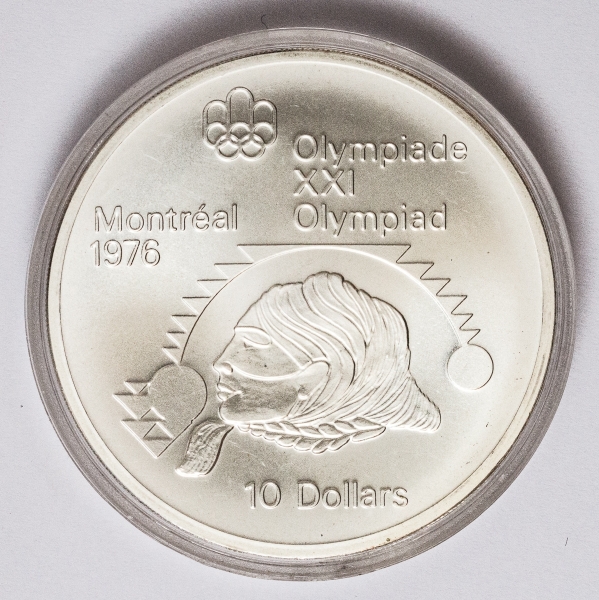 Olympiade
XXI
Olympiad
Montréal
1976
10 Dollars